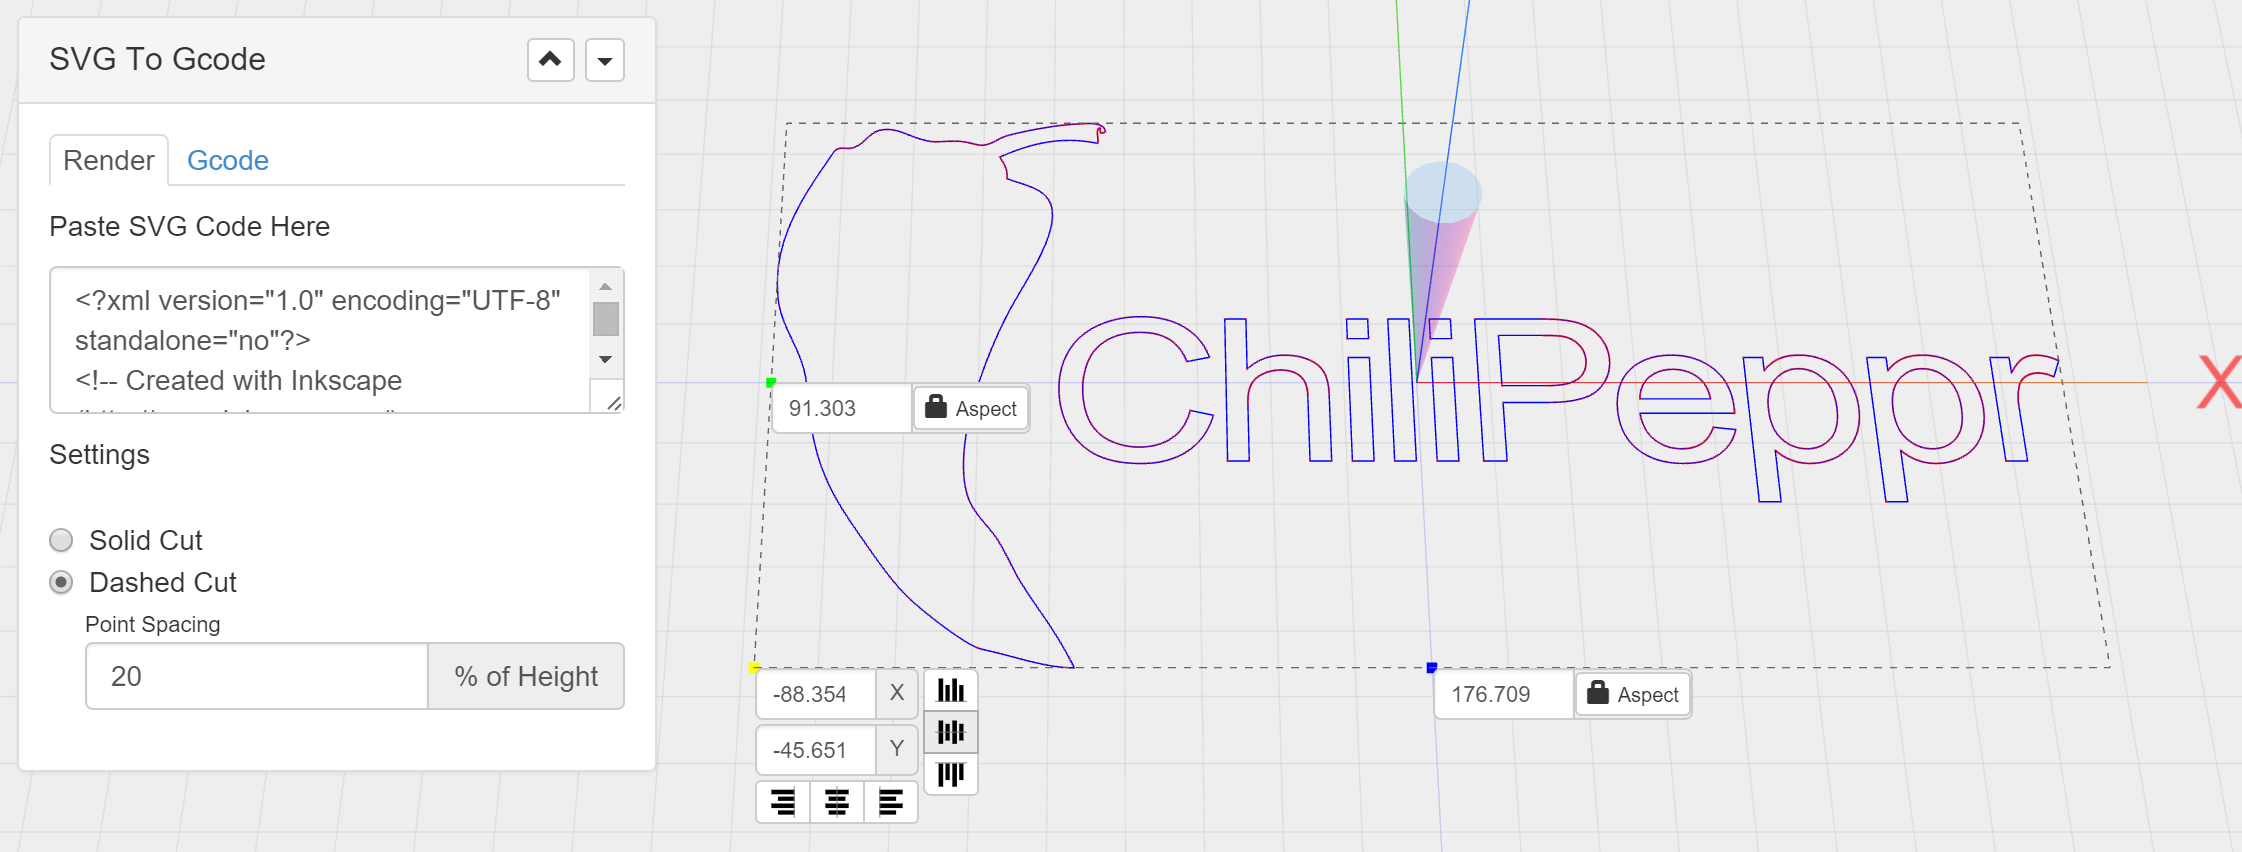 SVG To Gcode
Render Gcode
Paste SVG Code Here
<?xml version="1.0" encoding="UTF-8"
standalone="no"?>
<!-- Created with Inkscape
Settings
Solid Cut
Dashed Cut
Point Spacing
20 % of Height
ChiliPeppr
X
91.303 Aspect
-88.354 X
-45.651 Y
176.709 Aspect